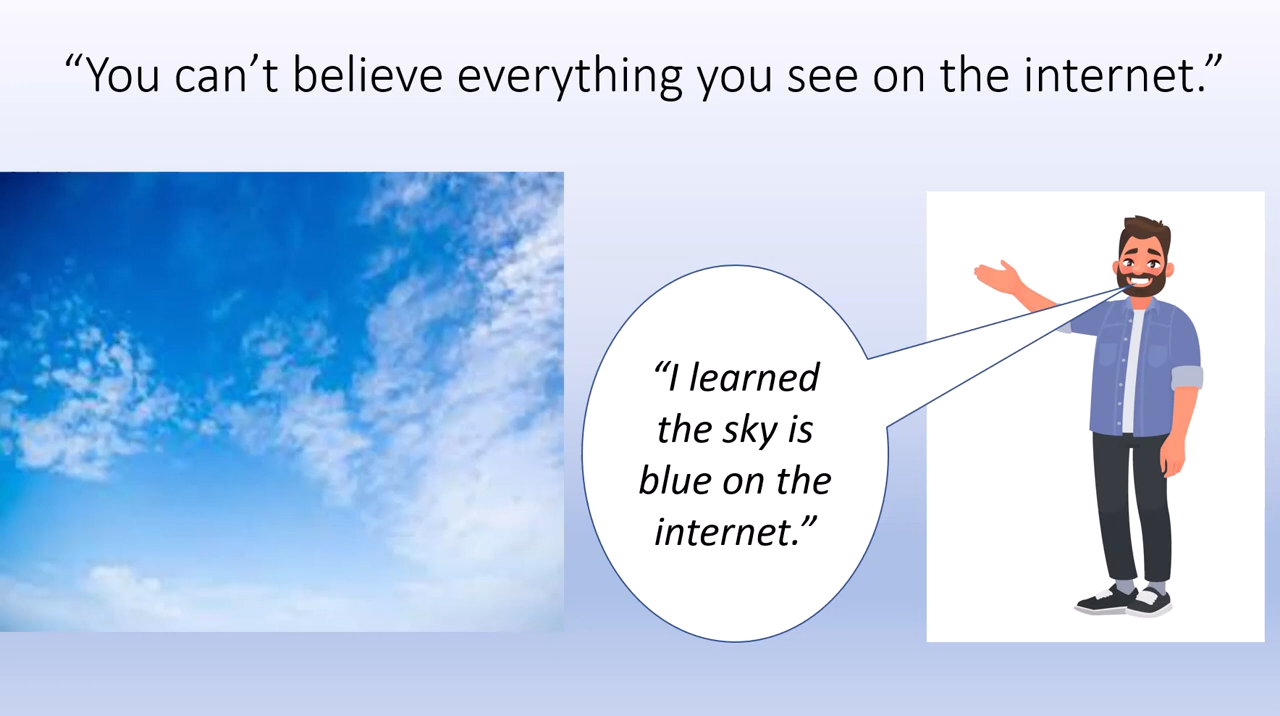 “You can’t believe everything you see on the internet.”
“I learned
the sky is
blue on the
internet.”